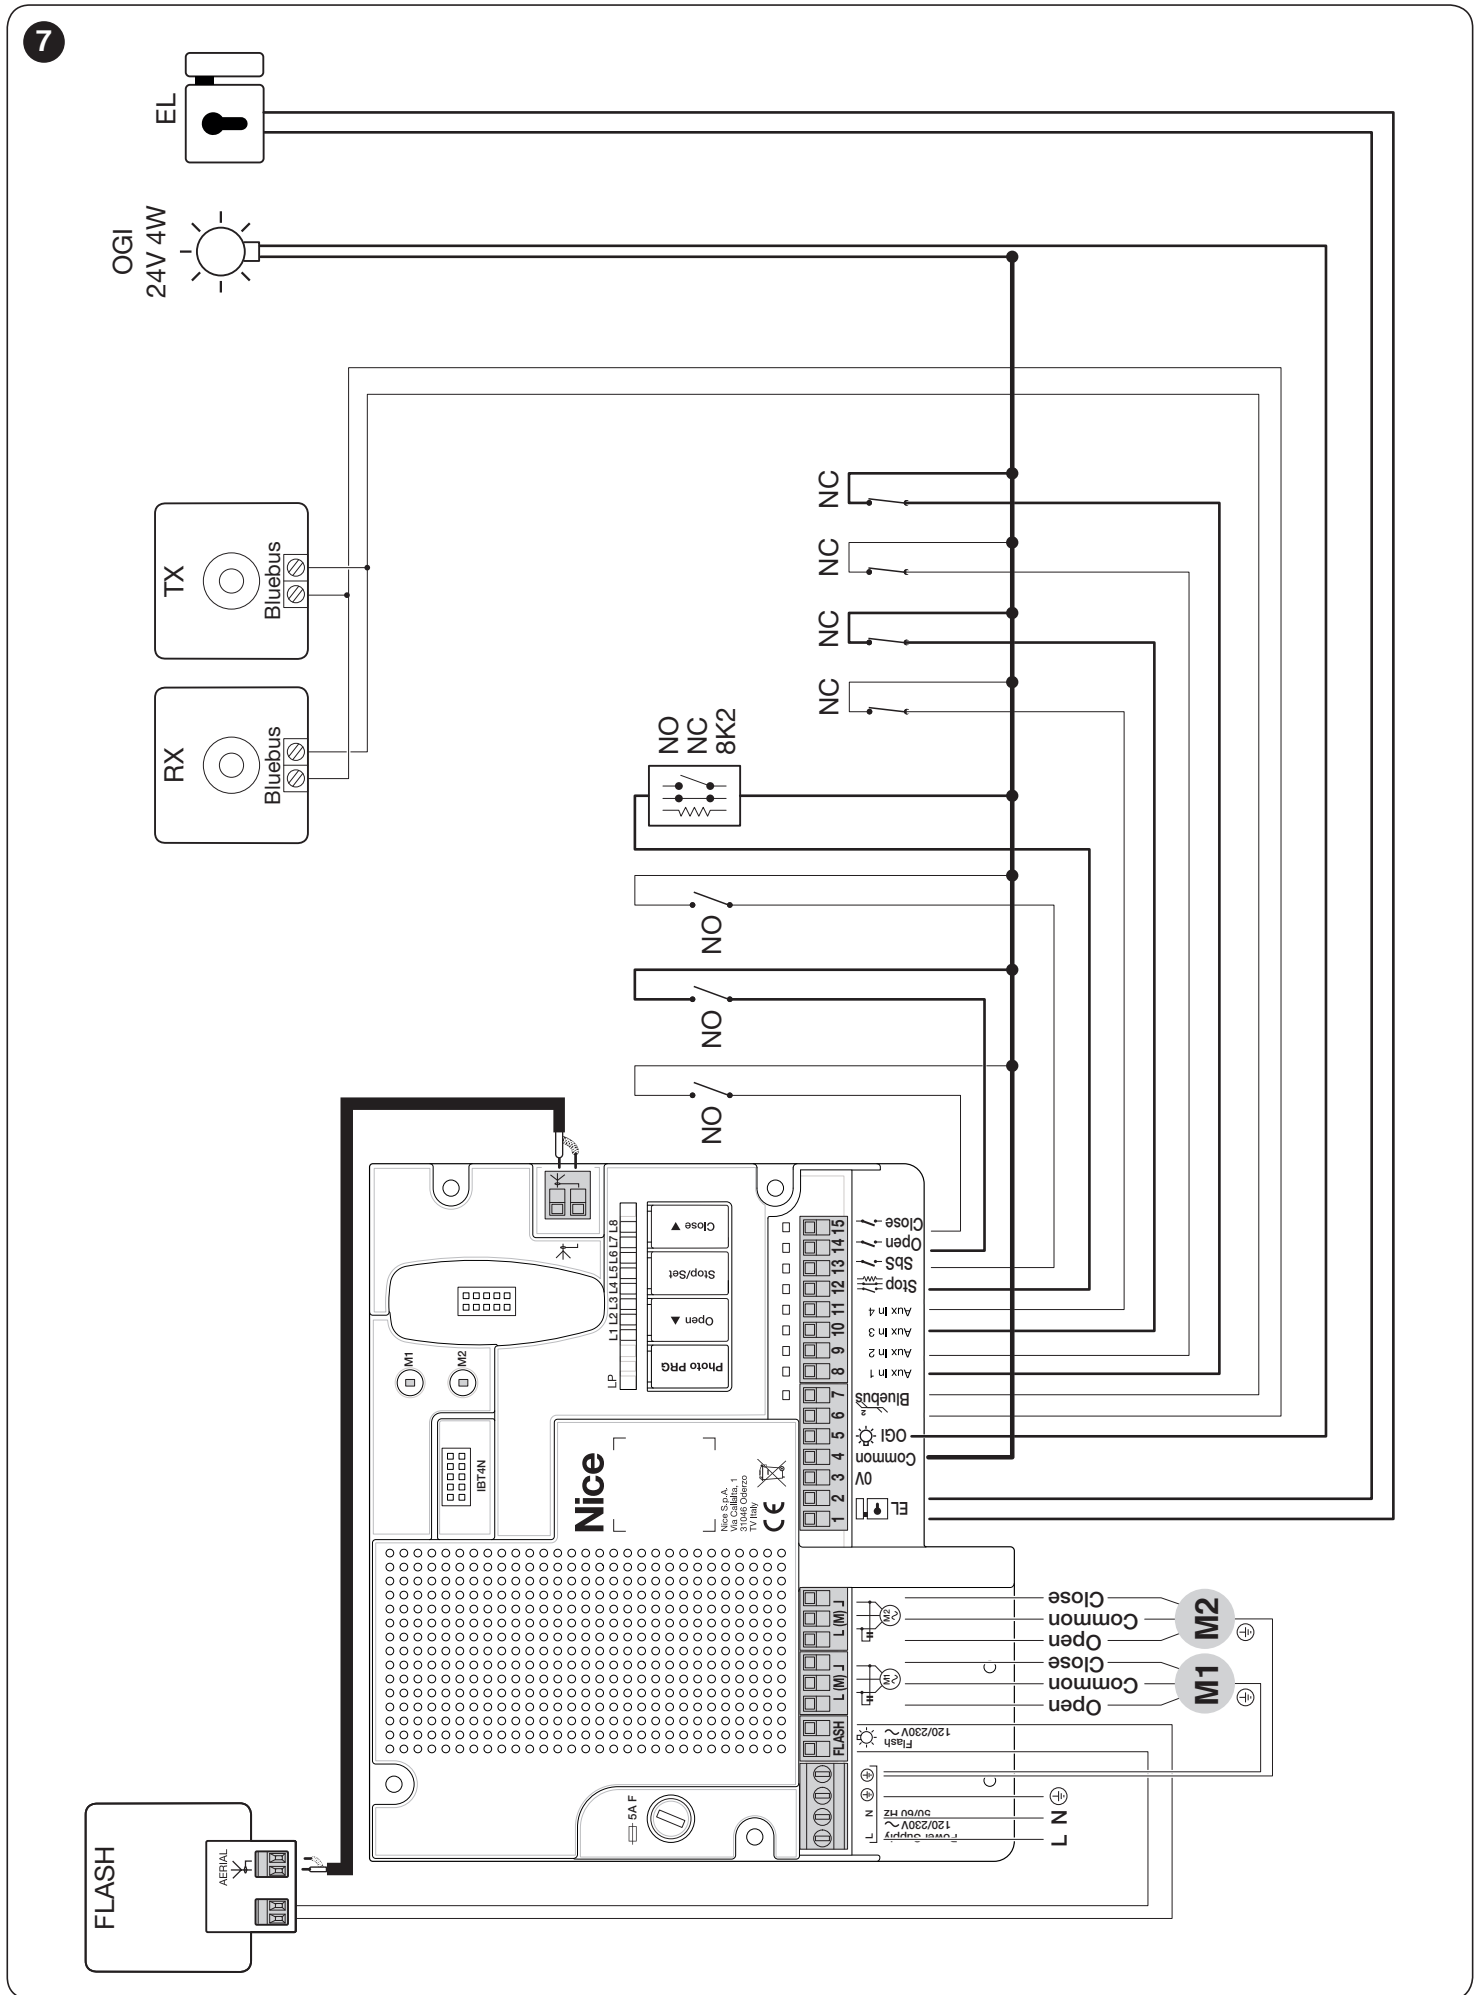 7
EL
OGI
24V 4W
TX
Bluebus
RX
Bluebus
NC
NC
NC
NC
NO
NC
8K2
NO
NO
NO
FLASH
AERIAL
M1
M2
IBT4N
5A F
LP
L1 L2 L3 L4 L5 L6 L7 L8
Photo PRG
Open ▲
Stop/Set
Close ▼
Nice
Nice S.p.A.
Via Callalta, 1
31046 Oderzo
TV Italy
CE
15 Close
14 Open
13 SbS
12 Stop
11 Aux In 4
10 Aux In 3
9 Aux In 2
8 Aux In 1
7
6
Bluebus
5 OGI
4 Common
3 0V
2
1
EL
L (M) ┘
M2
Close
Common
Open
M2
L (M) ┘
M1
Close
Common
Open
M1
FLASH
Flash
120/230V ~
N
L
Power Supply
120/230V ~
50/60 Hz
L N